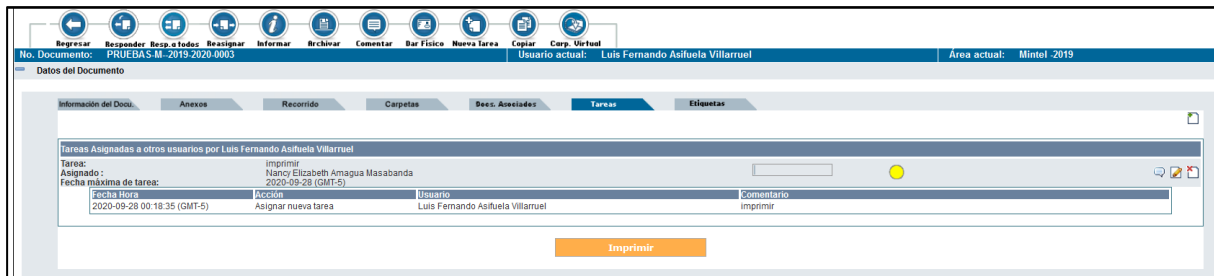 Regresar Responder Resp.a todos Reasignar Informar Archivar Comentar Dar Físico Nueva Tarea Copiar Carp. Virtual
No. Documento: PRUEBAS-M--2019-2020-0003 Usuario actual: Luis Fernando Asifuela Villarruel Área actual: Mintel -2019
Datos del Documento
Información del Docu. Anexos Recorrido Carpetas Docs. Asociados Tareas Etiquetas
Tareas Asignadas a otros usuarios por Luis Fernando Asifuela Villarruel
Tarea: imprimir
Asignado : Nancy Elizabeth Amagua Masabanda
Fecha máxima de tarea: 2020-09-28 (GMT-5)
Fecha Hora Acción Usuario Comentario
2020-09-28 00:18:35 (GMT-5) Asignar nueva tarea Luis Fernando Asifuela Villarruel imprimir
Imprimir